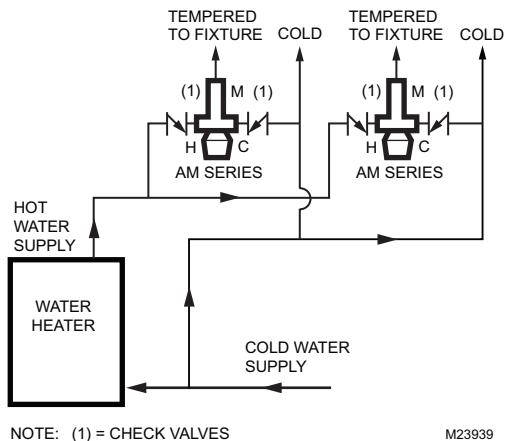 TEMPERED
TO FIXTURE
COLD
TEMPERED
TO FIXTURE
COLD
(1)
M
(1)
(1)
M
(1)
H
C
H
C
AM SERIES
AM SERIES
HOT
WATER
SUPPLY
WATER
HEATER
COLD WATER
SUPPLY
NOTE: (1) = CHECK VALVES
M23939